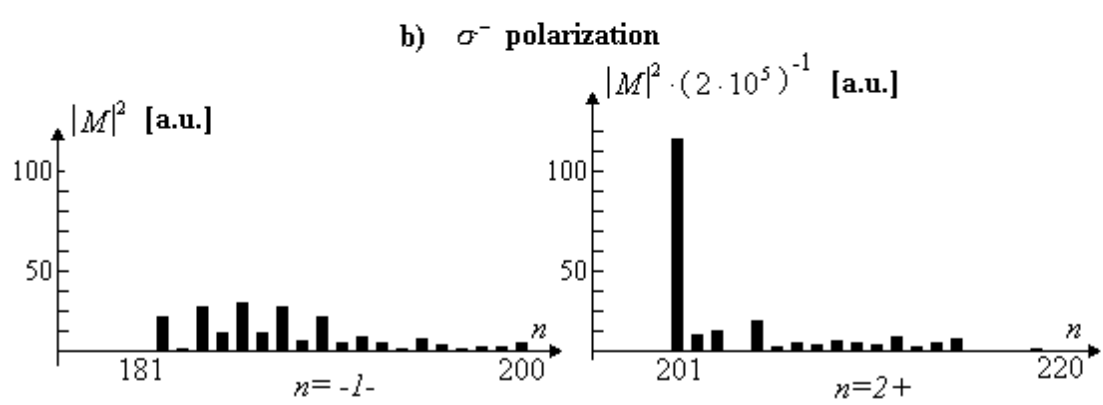 b) σ⁻ polarization
|M|² [a.u.]
100
50
n
181
200
n= -1-
|M|² ·(2·10⁵)⁻¹ [a.u.]
100
50
n
201
220
n=2+